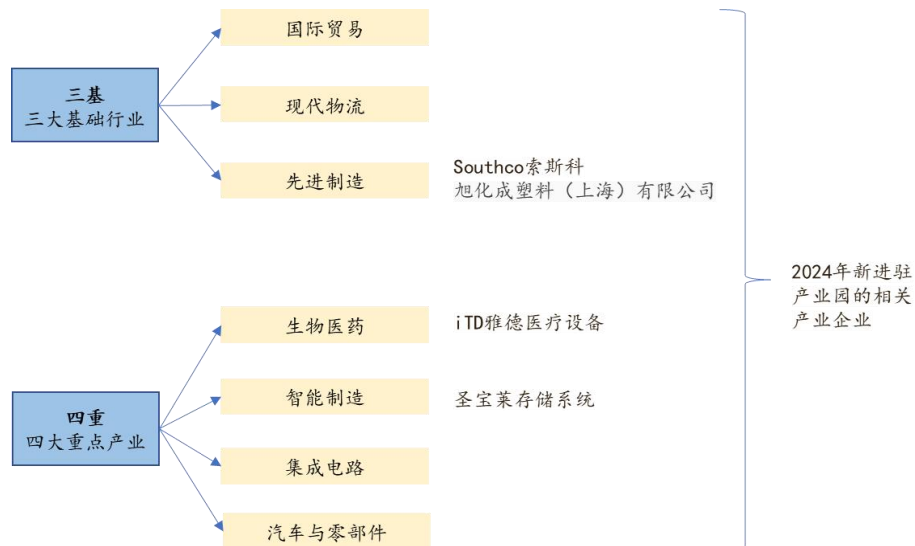 国际贸易
三基
三大基础行业
现代物流
先进制造
Southco索斯科
旭化成塑料（上海）有限公司
2024年新进驻
产业园的相关
产业企业
生物医药
iTD雅德医疗设备
智能制造
圣宝莱存储系统
四重
四大重点产业
集成电路
汽车与零部件